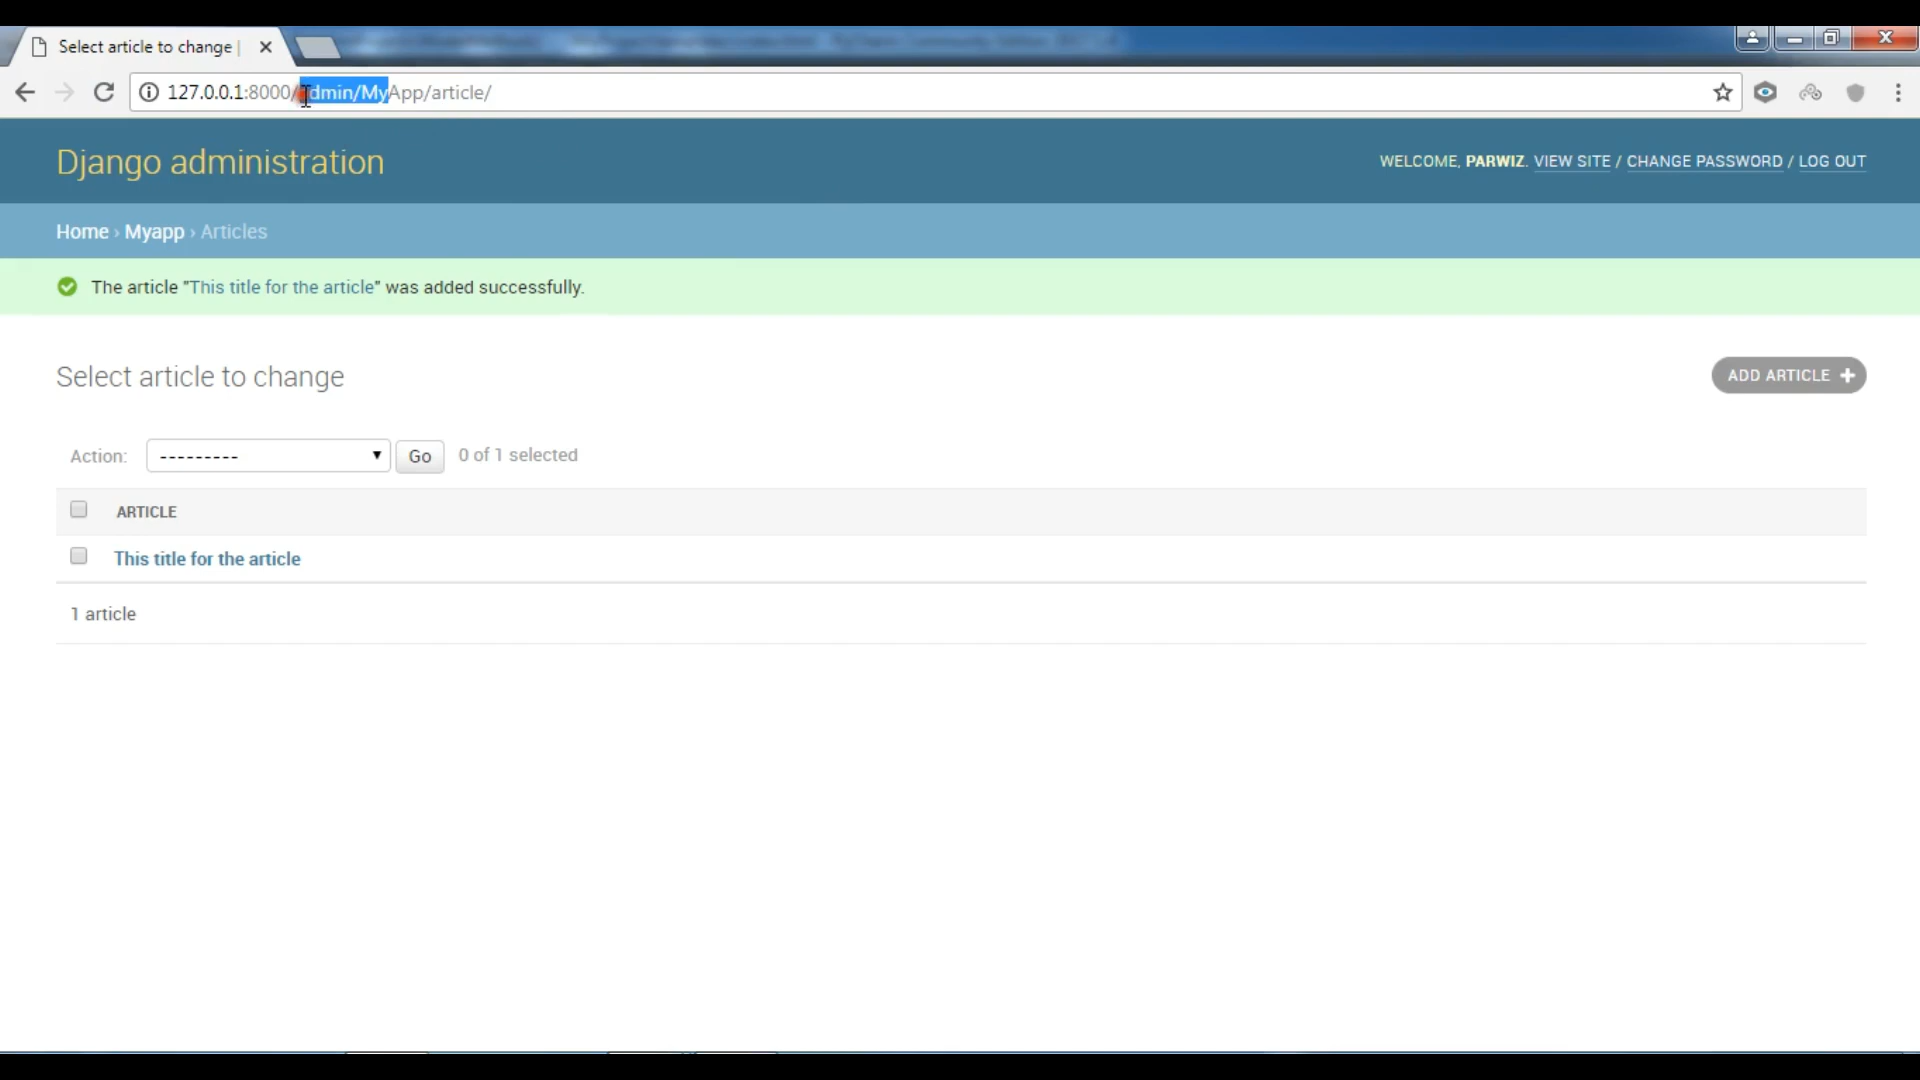 Select article to change |
127.0.0.1:8000/admin/MyApp/article/
Django administration
WELCOME, PARWIZ. VIEW SITE / CHANGE PASSWORD / LOG OUT
Home › Myapp › Articles
The article "This title for the article" was added successfully.
Select article to change
ADD ARTICLE +
Action: --------- Go 0 of 1 selected
ARTICLE
This title for the article
1 article